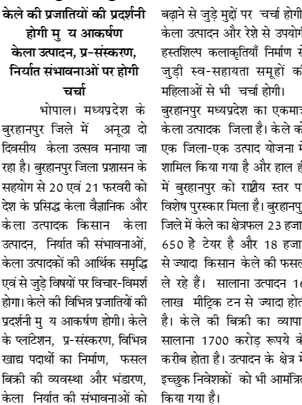 केले की प्रजातियों की प्रदर्शनी
होगी मु य आकर्षण
केला उत्पादन, प्र-संस्करण,
निर्यात संभावनाओं पर होगी
चर्चा
भोपाल। मध्यप्रदेश के
बुरहानपुर जिले में अनूठा दो
दिवसीय केला उत्सव मनाया जा
रहा है। बुरहानपुर जिला प्रशासन के
सहयोग से 20 एवं 21 फरवरी को
देश के प्रसिद्ध केला वैज्ञानिक और
केला उत्पादक किसान केला
उत्पादन, निर्यात की संभावनाओं,
केला उत्पादकों की आर्थिक समृद्धि
एवं से जुड़े विषयों पर विचार-विमर्श
होगा। केले की विभिन्न प्रजातियों की
प्रदर्शनी मु य आकर्षण होगी। केले
के प्लांटेशन, प्र-संस्करण, विभिन्न
खाद्य पदार्थों का निर्माण, फसल
बिक्री की व्यवस्था और भंडारण,
केला निर्यात की संभावनाओं को
बढ़ाने से जुड़े मुद्दों पर चर्चा होगी
केला उत्पादन और रेशे से उपयोग
हस्तशिल्प कलाकृतियाँ निर्माण से
जुड़ी स्व-सहायता समूहों की
महिलाओं से भी चर्चा होगी।
बुरहानपुर मध्यप्रदेश का एकमात्र
केला उत्पादक जिला है। केले को
एक जिला-एक उत्पाद योजना में
शामिल किया गया है और हाल ही
में बुरहानपुर को राष्ट्रीय स्तर प
विशेष पुरस्कार मिला है। बुरहानपु
जिले में केला का क्षेत्रफल 23 हजा
650 हे टेयर है और 18 हजा
से ज्यादा किसान केले की फसल
ले रहे हैं। सालाना उत्पादन 16
लाख मीट्रिक टन से ज्यादा होत
है। केले की बिक्री का व्यापा
सालाना 1700 करोड़ रूपये के
करीब होता है। उत्पादन के क्षेत्र में
इच्छुक निवेशकों को भी आमंत्रि
किया गया है।